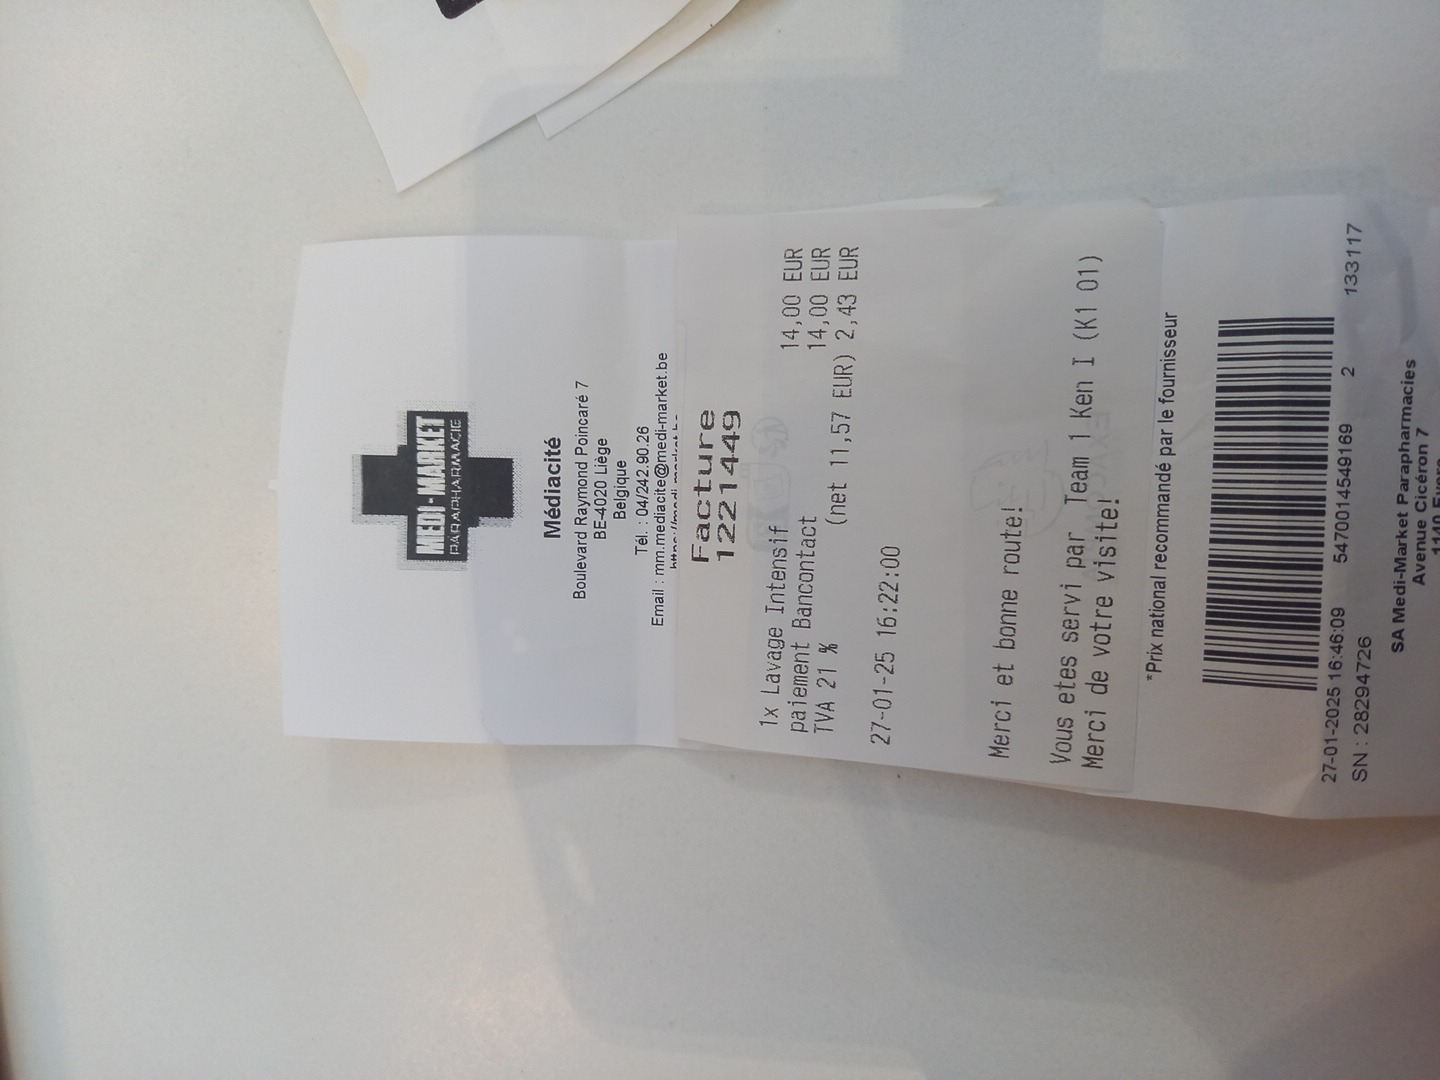 MEDI-MARKET
PARAPHARMACIE
Médiacité
Boulevard Raymond Poincaré 7
BE-4020 Liège
Belgique
Tél. : 04/242.90.26
Email : mm.mediacite@medi-market.be
Facture
1221449
1x Lavage Intensif 14,00 EUR
paiement Bancontact 14,00 EUR
TVA 21 % (net 11,57 EUR) 2,43 EUR
27-01-25 16:22:00
Merci et bonne route!
Vous etes servi par Team 1 Ken I (K1 01)
Merci de votre visite!
*Prix national recommandé par le fournisseur
27-01-2025 16:46:09 5470014549169 2 133117
SN : 28294726
SA Medi-Market Parapharmacies
Avenue Cicéron 7
1140 Evere